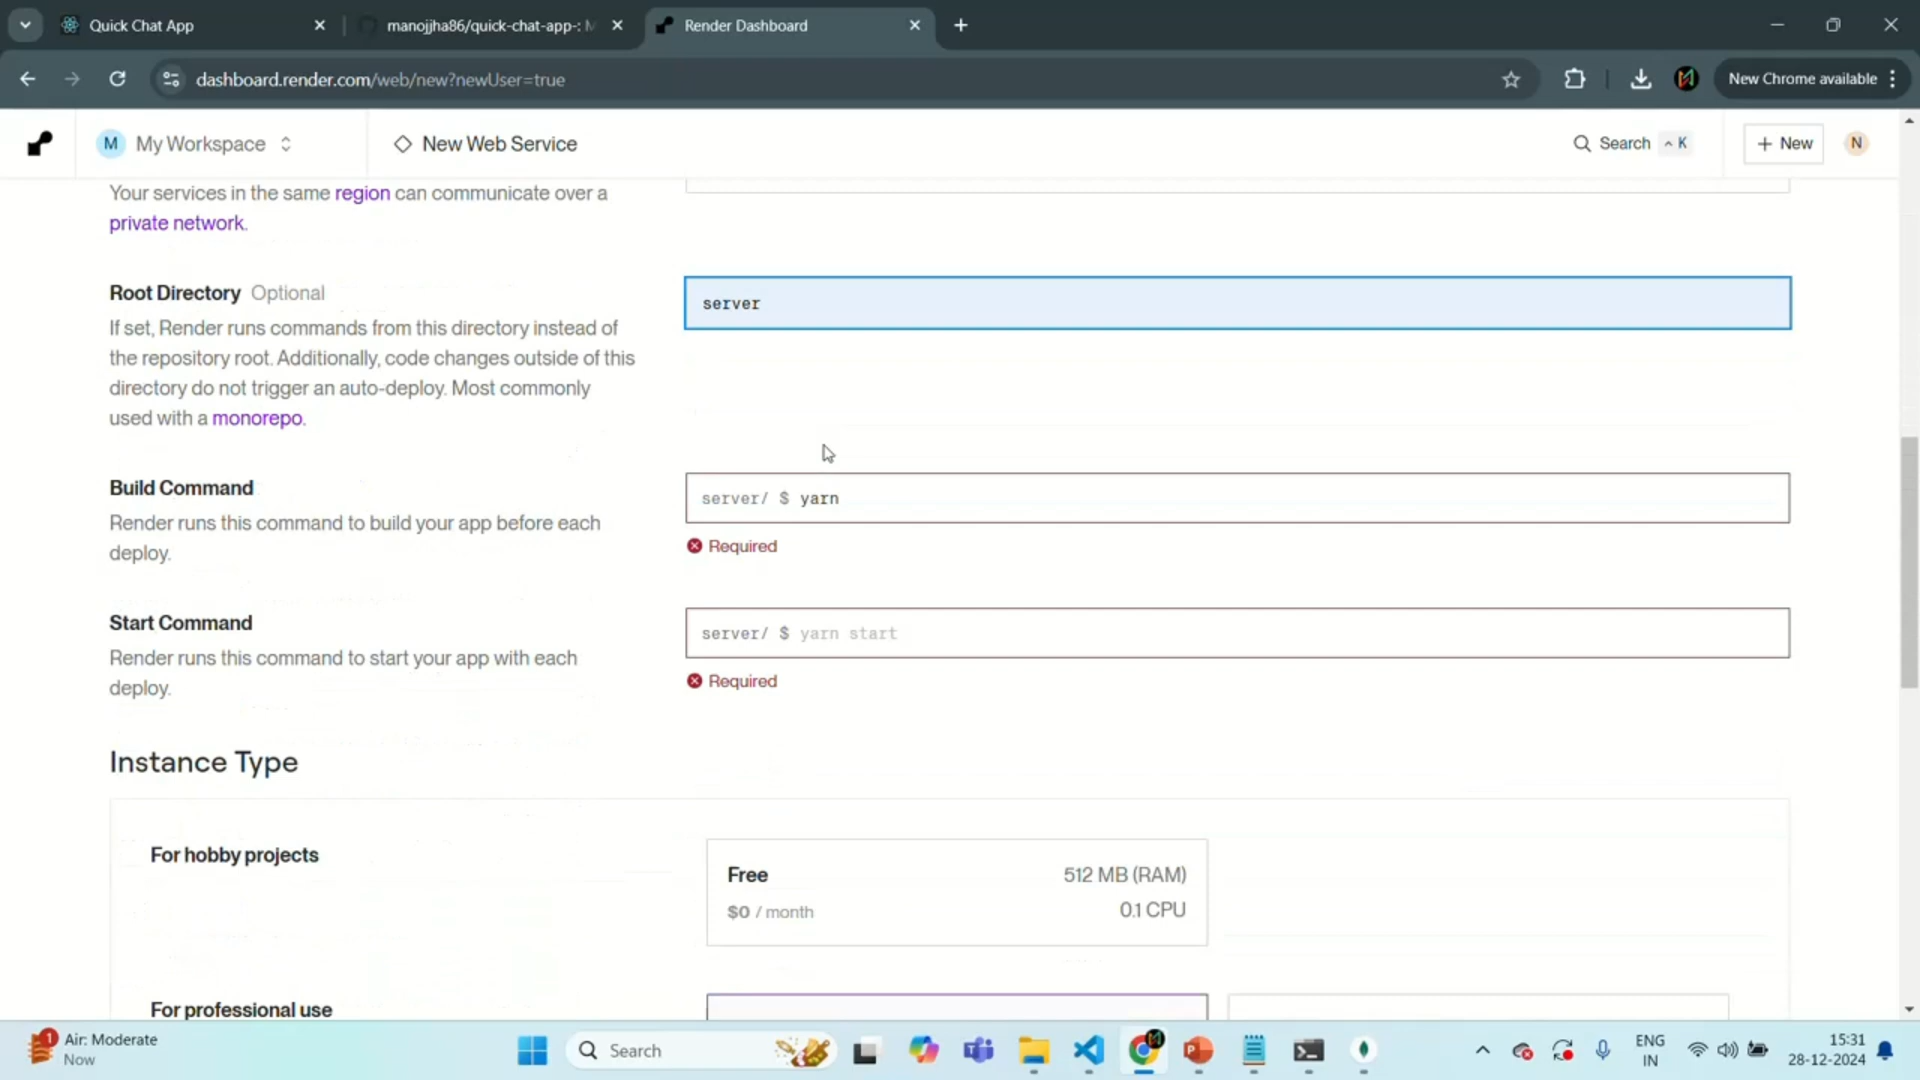 Quick Chat App
manojjha86/quick-chat-app-: M
Render Dashboard
dashboard.render.com/web/new?newUser=true
New Chrome available
M My Workspace
New Web Service
Search ^ K
+ New
N
Your services in the same region can communicate over a
private network.
Root Directory Optional
server
If set, Render runs commands from this directory instead of
the repository root. Additionally, code changes outside of this
directory do not trigger an auto-deploy. Most commonly
used with a monorepo.
Build Command
server/ $ yarn
Render runs this command to build your app before each
deploy.
Required
Start Command
server/ $ yarn start
Render runs this command to start your app with each
deploy.
Required
Instance Type
For hobby projects
Free 512 MB (RAM)
$0 / month 0.1 CPU
For professional use
1
Air: Moderate
Now
Search
ENG
IN
15:31
28-12-2024